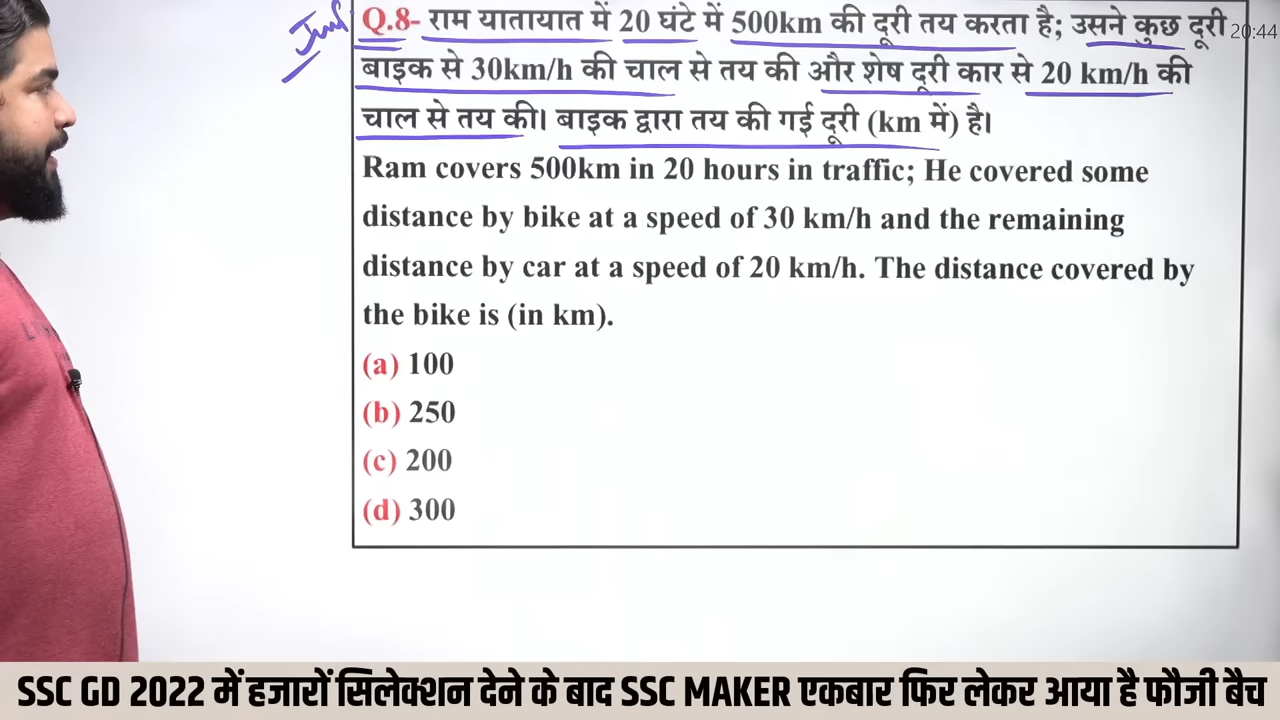 Q.8- राम यातायात में 20 घंटे में 500km की दूरी तय करता है; उसने कुछ दूरी
20:44
बाइक से 30km/h की चाल से तय की और शेष दूरी कार से 20 km/h की
चाल से तय की। बाइक द्वारा तय की गई दूरी (km में) है।
Ram covers 500km in 20 hours in traffic; He covered some
distance by bike at a speed of 30 km/h and the remaining
distance by car at a speed of 20 km/h. The distance covered by
the bike is (in km).
(a) 100
(b) 250
(c) 200
(d) 300
SSC GD 2022 में हजारों सिलेक्शन देने के बाद SSC MAKER एकबार फिर लेकर आया है फौजी बैच